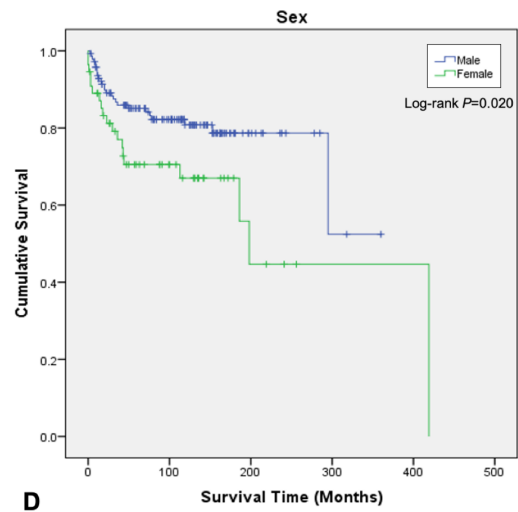 Sex
Male
Female
Log-rank P=0.020
1.0
0.8
0.6
0.4
0.2
0.0
Cumulative Survival
0 100 200 300 400 500
Survival Time (Months)
D